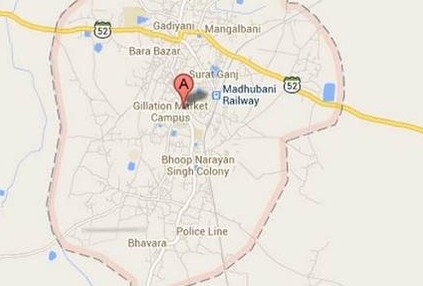 Gadiyani
Mangalbani
52
Bara Bazar
Surat Ganj
A
Madhubani
Railway
52
Gillation Market
Campus
Bhoop Narayan
Singh Colony
Police Line
Bhavara